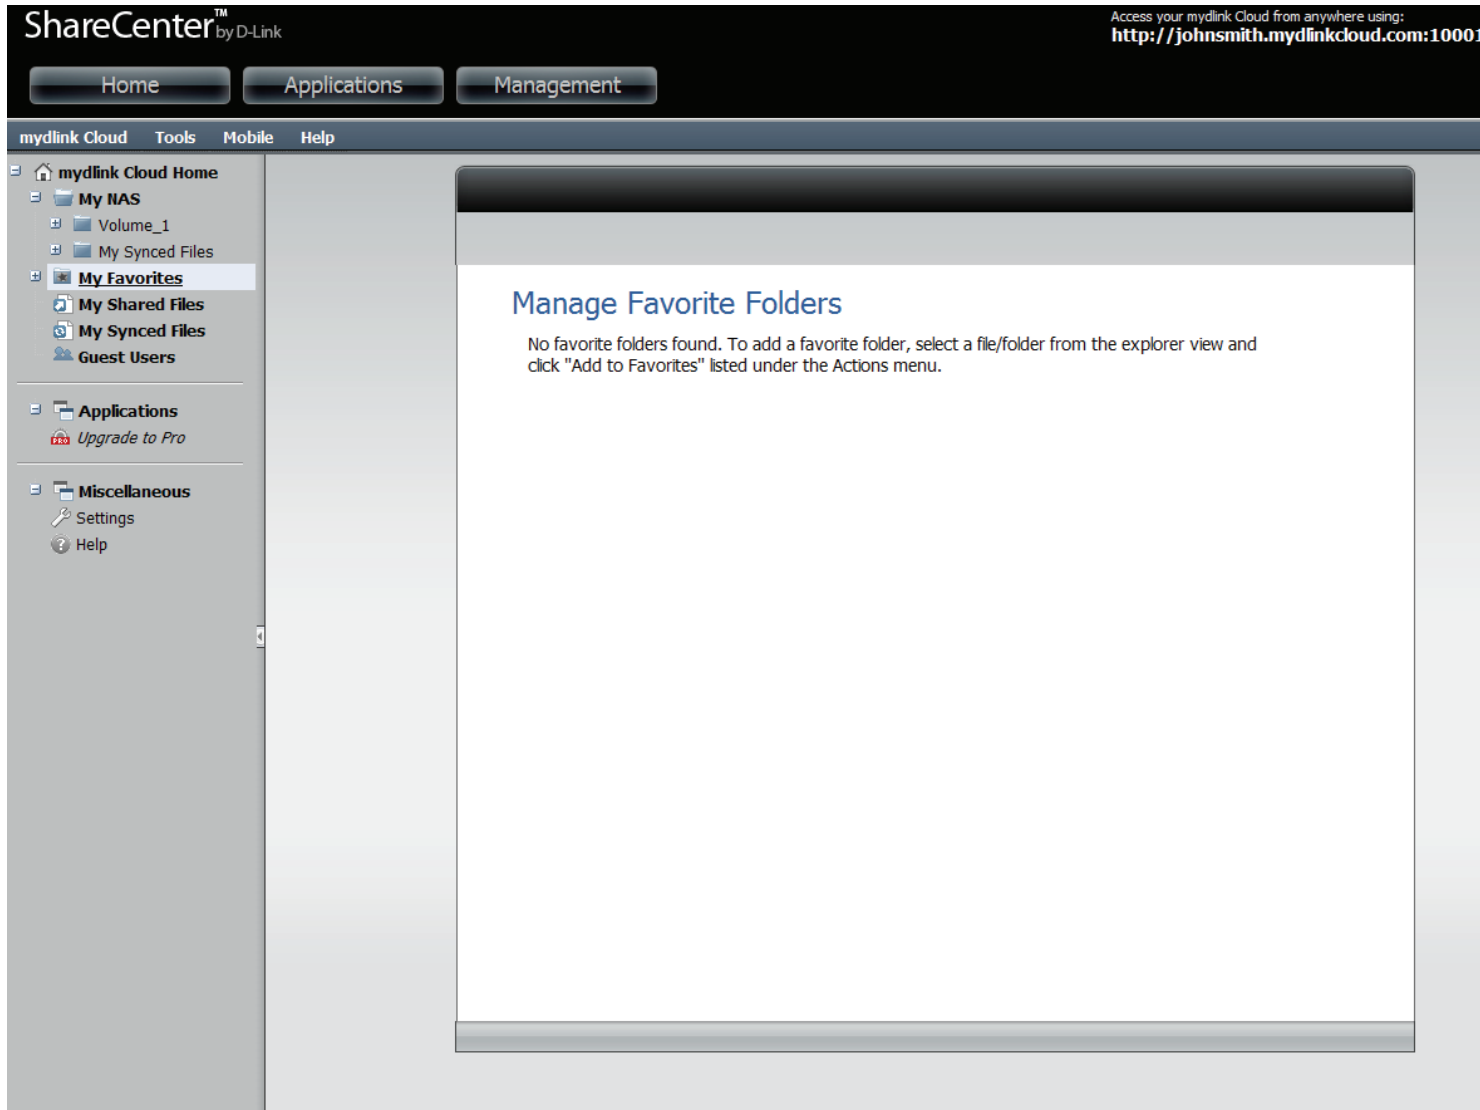 ShareCenter™ by D-Link
Access your mydlink Cloud from anywhere using:
http://johnsmith.mydlinkcloud.com:10001
Home Applications Management
mydlink Cloud Tools Mobile Help
mydlink Cloud Home
My NAS
Volume_1
My Synced Files
My Favorites
My Shared Files
My Synced Files
Guest Users
Applications
PRO Upgrade to Pro
Miscellaneous
Settings
Help
Manage Favorite Folders
No favorite folders found. To add a favorite folder, select a file/folder from the explorer view and
click "Add to Favorites" listed under the Actions menu.